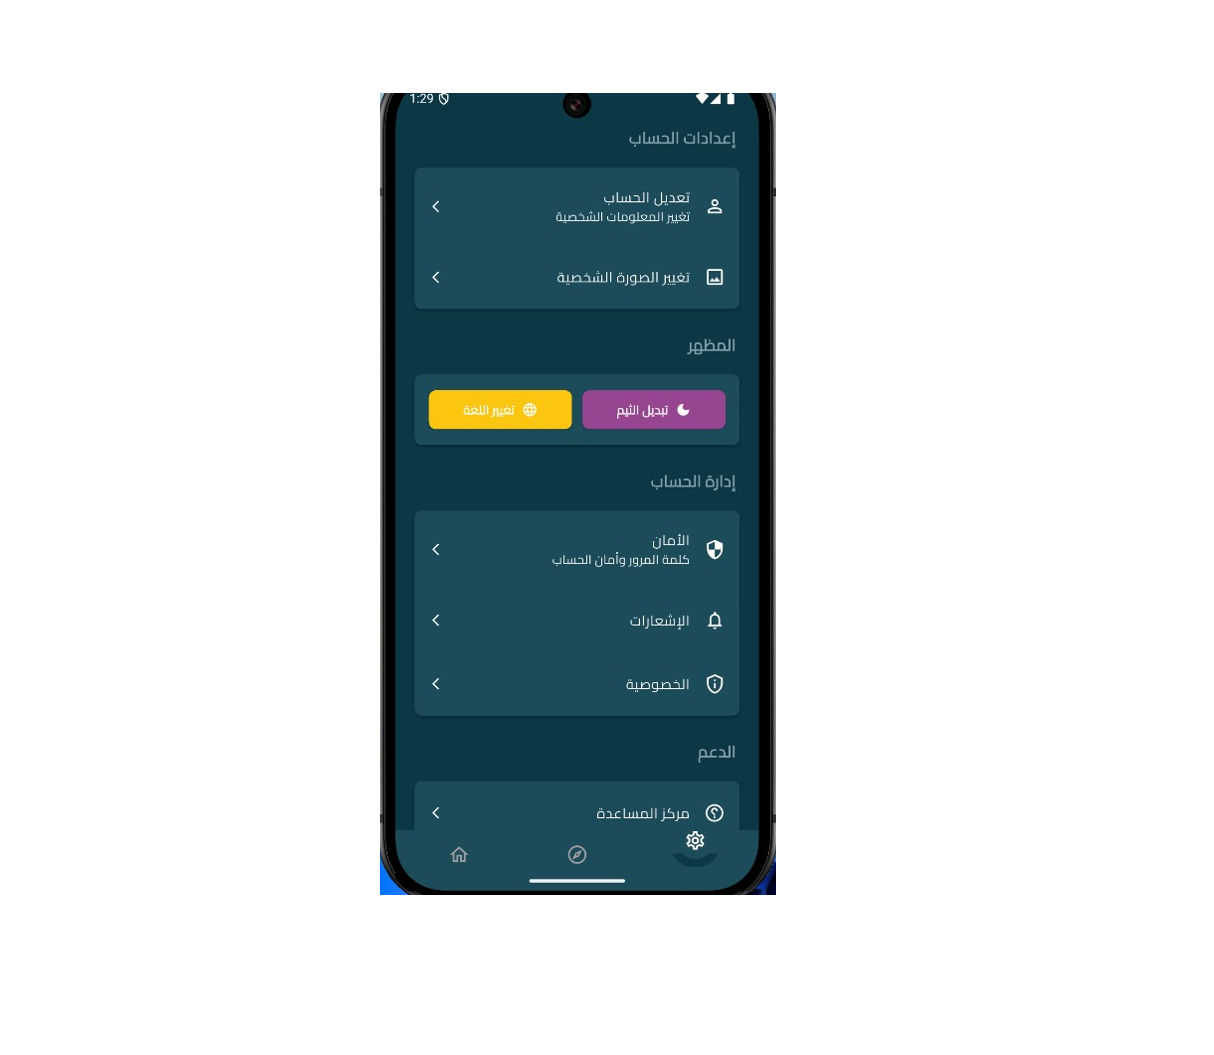 1:29
إعدادات الحساب
تعديل الحساب
تغيير المعلومات الشخصية
تغيير الصورة الشخصية
المظهر
تبديل الثيم
تغيير اللغة
إدارة الحساب
الأمان
كلمة المرور وأمان الحساب
الإشعارات
الخصوصية
الدعم
مركز المساعدة